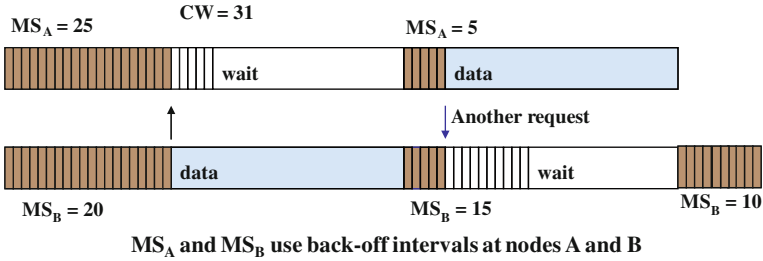 CW = 31
MS_A = 25
MS_A = 5
wait
data
Another request
data
wait
MS_B = 20
MS_B = 15
MS_B = 10
MS_A and MS_B use back-off intervals at nodes A and B